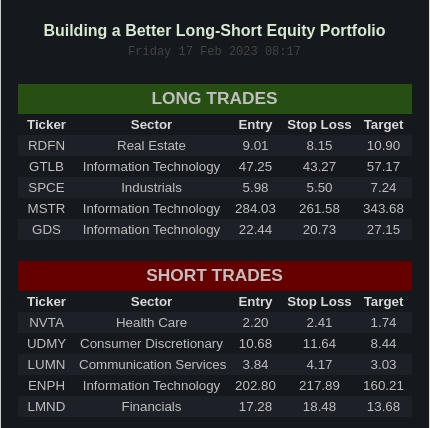 Building a Better Long-Short Equity Portfolio
Friday 17 Feb 2023 08:17
LONG TRADES
Ticker Sector Entry Stop Loss Target
RDFN Real Estate 9.01 8.15 10.90
GTLB Information Technology 47.25 43.27 57.17
SPCE Industrials 5.98 5.50 7.24
MSTR Information Technology 284.03 261.58 343.68
GDS Information Technology 22.44 20.73 27.15
SHORT TRADES
Ticker Sector Entry Stop Loss Target
NVTA Health Care 2.20 2.41 1.74
UDMY Consumer Discretionary 10.68 11.64 8.44
LUMN Communication Services 3.84 4.17 3.03
ENPH Information Technology 202.80 217.89 160.21
LMND Financials 17.28 18.48 13.68